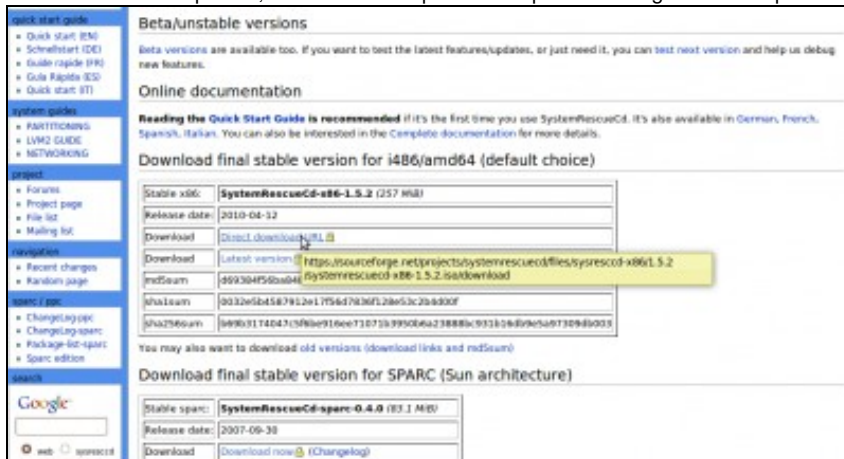 quick start guide
Quick start (EN)
Schnellstart (DE)
Guide rapide (FR)
Guía Rápida (ES)
Quick start (IT)
system guides
PARTITIONING
LVM2 GUIDE
NETWORKING
project
Forums
Project page
File list
Mailing list
navigation
Recent changes
Random page
sparc / ppc
ChangeLog-ppc
ChangeLog-sparc
Package-list-sparc
Sparc edition
search
Google
web sysresccd
Beta/unstable versions
Beta versions are available too. If you want to test the latest features/updates, or just need it, you can test next version and help us debug
new features.
Online documentation
Reading the Quick Start Guide is recommended if it's the first time you use SystemRescueCd. It's also available in German, French,
Spanish, Italian. You can also be interested in the Complete documentation for more details.
Download final stable version for i486/amd64 (default choice)
Stable x86: SystemRescueCd-x86-1.5.2 (257 MiB)
Release date: 2010-04-12
Download Direct download URL
Download Latest version
https://sourceforge.net/projects/systemrescuecd/files/sysresccd-x86/1.5.2
/systemrescuecd-x86-1.5.2.iso/download
md5sum
sha1sum
sha256sum
You may also want to download old versions (download links and md5sum)
Download final stable version for SPARC (Sun architecture)
Stable sparc: SystemRescueCd-sparc-0.4.0 (83.1 MiB)
Release date: 2007-09-30
Download Download now (Changelog)